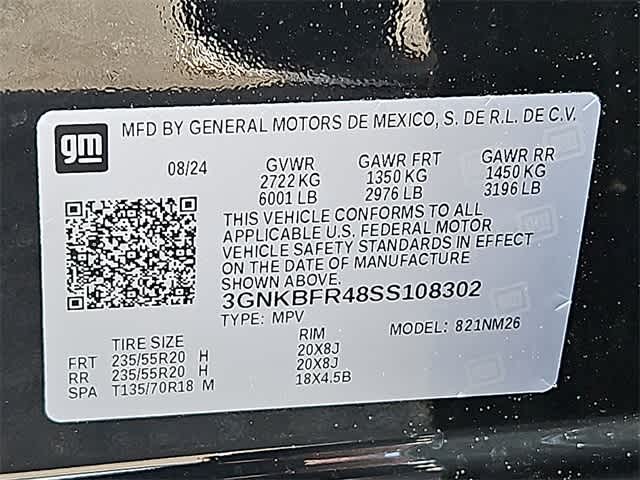 gm MFD BY GENERAL MOTORS DE MEXICO, S. DE R.L. DE C.V.
08/24 GVWR GAWR FRT GAWR RR
2722 KG 1350 KG 1450 KG
6001 LB 2976 LB 3196 LB
THIS VEHICLE CONFORMS TO ALL
APPLICABLE U.S. FEDERAL MOTOR
VEHICLE SAFETY STANDARDS IN EFFECT
ON THE DATE OF MANUFACTURE
SHOWN ABOVE.
3GNKBFR48SS108302
TYPE: MPV MODEL: 821NM26
TIRE SIZE RIM
FRT 235/55R20 H 20X8J
RR 235/55R20 H 20X8J
SPA T135/70R18 M 18X4.5B